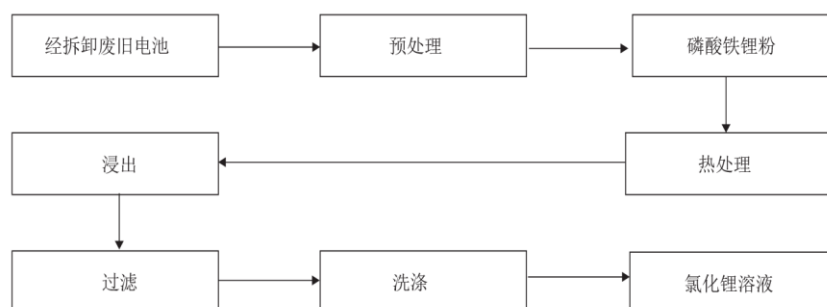 经拆卸废旧电池
预处理
磷酸铁锂粉
热处理
浸出
过滤
洗涤
氯化锂溶液